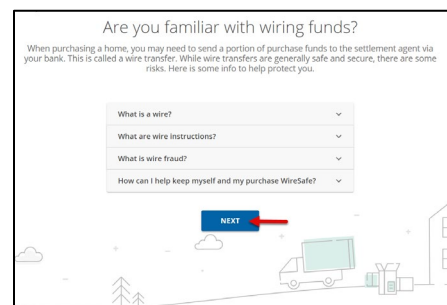 Are you familiar with wiring funds?
When purchasing a home, you may need to send a portion of purchase funds to the settlement agent via
your bank. This is called a wire transfer. While wire transfers are generally safe and secure, there are some
risks. Here is some info to help protect you.
What is a wire?
What are wire instructions?
What is wire fraud?
How can I help keep myself and my purchase WireSafe?
NEXT